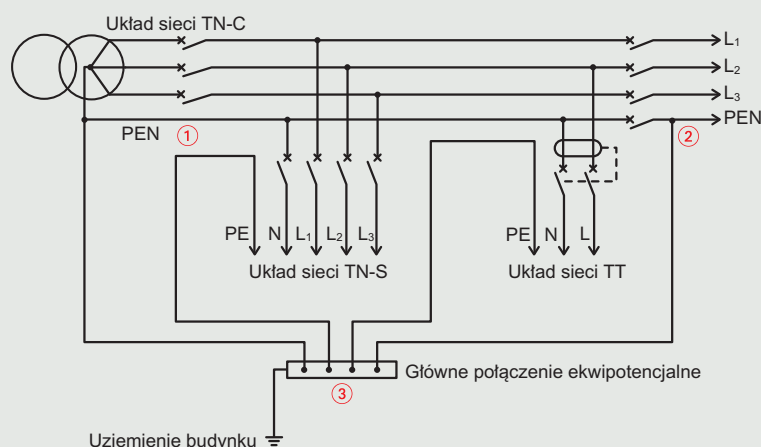 Układ sieci TN-C
L₁
L₂
L₃
PEN
PEN
①
②
PE N L₁ L₂ L₃
PE N L
Układ sieci TN-S
Układ sieci TT
③
Główne połączenie ekwipotencjalne
Uziemienie budynku